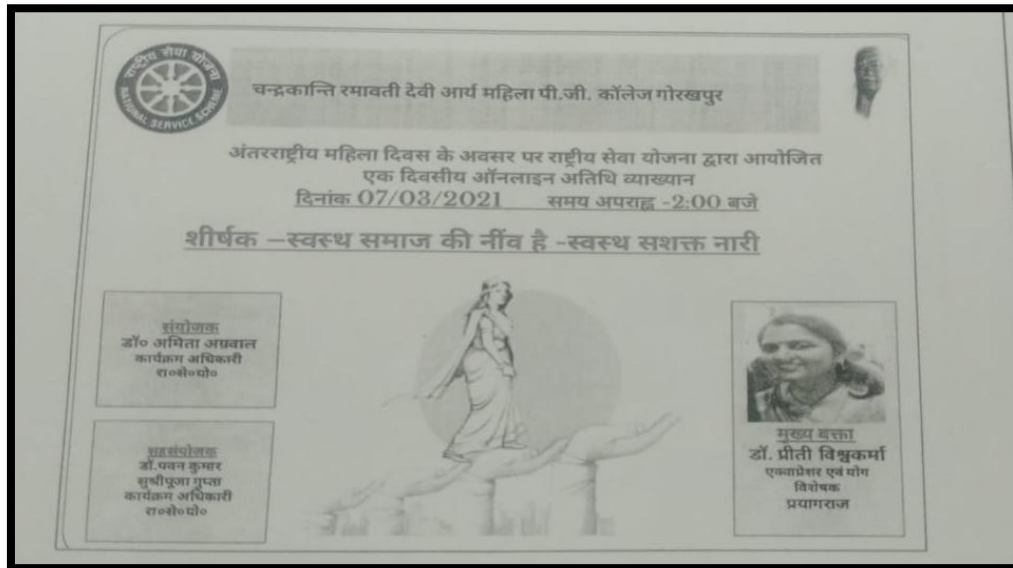 राष्ट्रीय सेवा योजना
NATIONAL SERVICE SCHEME
चन्द्रकान्ति रमावती देवी आर्य महिला पी.जी. कॉलेज गोरखपुर
अंतरराष्ट्रीय महिला दिवस के अवसर पर राष्ट्रीय सेवा योजना द्वारा आयोजित
एक दिवसीय ऑनलाइन अतिथि व्याख्यान
दिनांक 07/03/2021 समय अपराह्न -2:00 बजे
शीर्षक –स्वस्थ समाज की नींव है -स्वस्थ सशक्त नारी
संयोजक
डॉ० अमिता अग्रवाल
कार्यक्रम अधिकारी
रा०से०यो०
सहसंयोजक
डॉ.पवन कुमार
सुश्रीपूजा गुप्ता
कार्यक्रम अधिकारी
रा०से०यो०
मुख्य वक्ता
डॉ. प्रीती विश्वकर्मा
एक्वाप्रेशर एवं योग
विशेषक
प्रयागराज